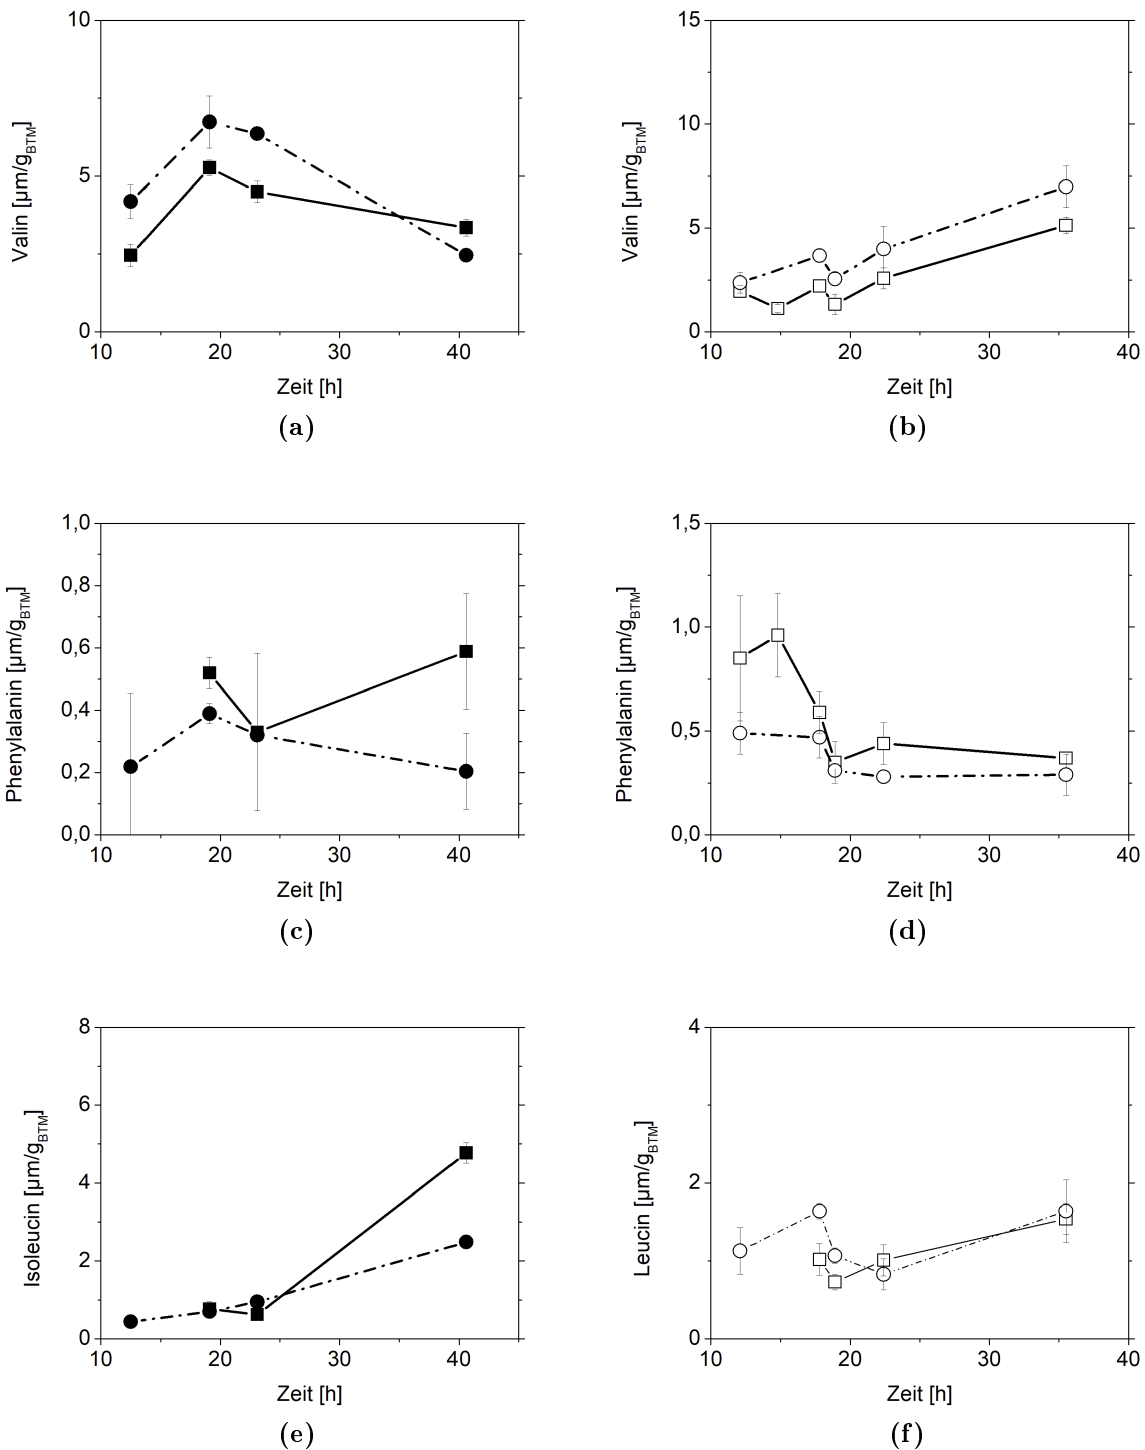 10
5
0
10 20 30 40
Valin [µm/gBTM]
Zeit [h]
(a)
15
10
5
0
10 20 30 40
Valin [µm/gBTM]
Zeit [h]
(b)
1,0
0,8
0,6
0,4
0,2
0,0
10 20 30 40
Phenylalanin [µm/gBTM]
Zeit [h]
(c)
1,5
1,0
0,5
0,0
10 20 30 40
Phenylalanin [µm/gBTM]
Zeit [h]
(d)
8
6
4
2
0
10 20 30 40
Isoleucin [µm/gBTM]
Zeit [h]
(e)
4
2
0
10 20 30 40
Leucin [µm/gBTM]
Zeit [h]
(f)